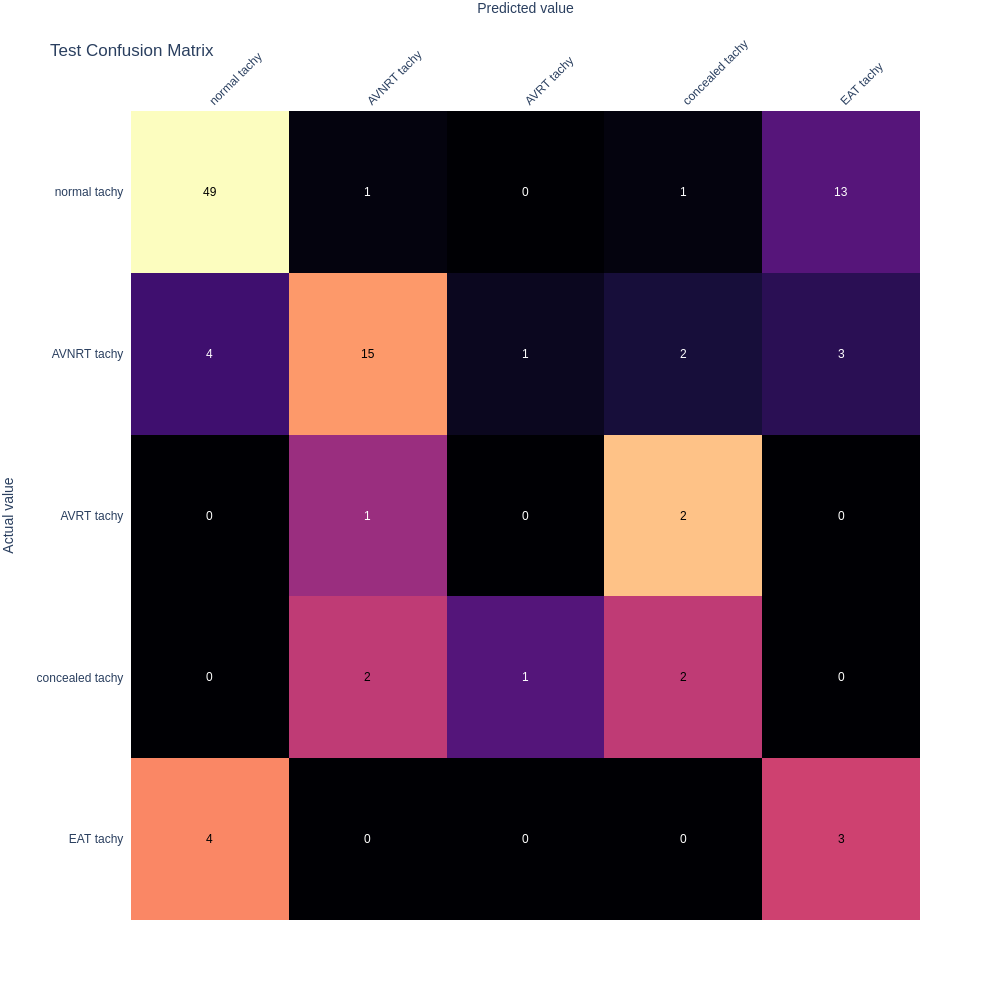 Predicted value
Test Confusion Matrix
normal tachy
AVNRT tachy
AVRT tachy
concealed tachy
EAT tachy
Actual value
normal tachy 49 1 0 1 13
AVNRT tachy 4 15 1 2 3
AVRT tachy 0 1 0 2 0
concealed tachy 0 2 1 2 0
EAT tachy 4 0 0 0 3